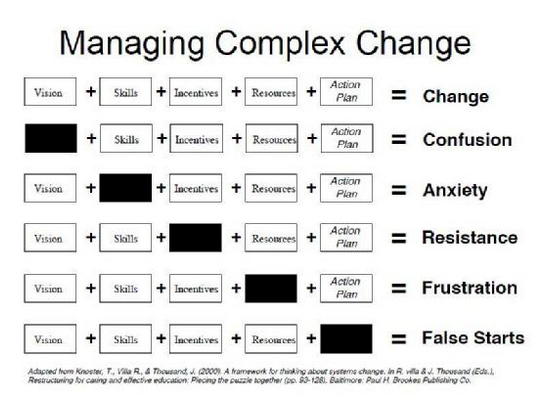 Managing Complex Change
Vision + Skills + Incentives + Resources + Action Plan = Change
+ Skills + Incentives + Resources + Action Plan = Confusion
Vision + + Incentives + Resources + Action Plan = Anxiety
Vision + Skills + + Resources + Action Plan = Resistance
Vision + Skills + Incentives + + Action Plan = Frustration
Vision + Skills + Incentives + Resources + = False Starts
Adapted from Knoster, T., Villa R., & Thousand, J. (2000). A framework for thinking about systems change. In R. villa & J. Thousand (Eds.),
Restructuring for caring and effective education: Piecing the puzzle together (pp. 93-128). Baltimore: Paul H. Brookes Publishing Co.